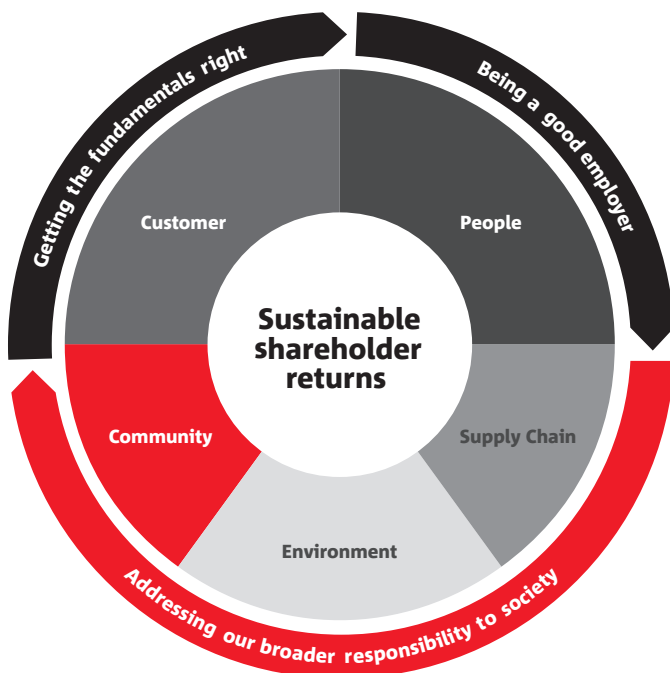 Getting the fundamentals right
Being a good employer
Customer
People
Sustainable
shareholder
returns
Community
Supply Chain
Environment
Addressing our broader responsibility to society